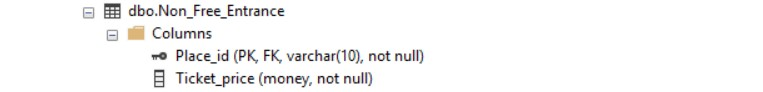 dbo.Non_Free_Entrance
Columns
Place_id (PK, FK, varchar(10), not null)
Ticket_price (money, not null)